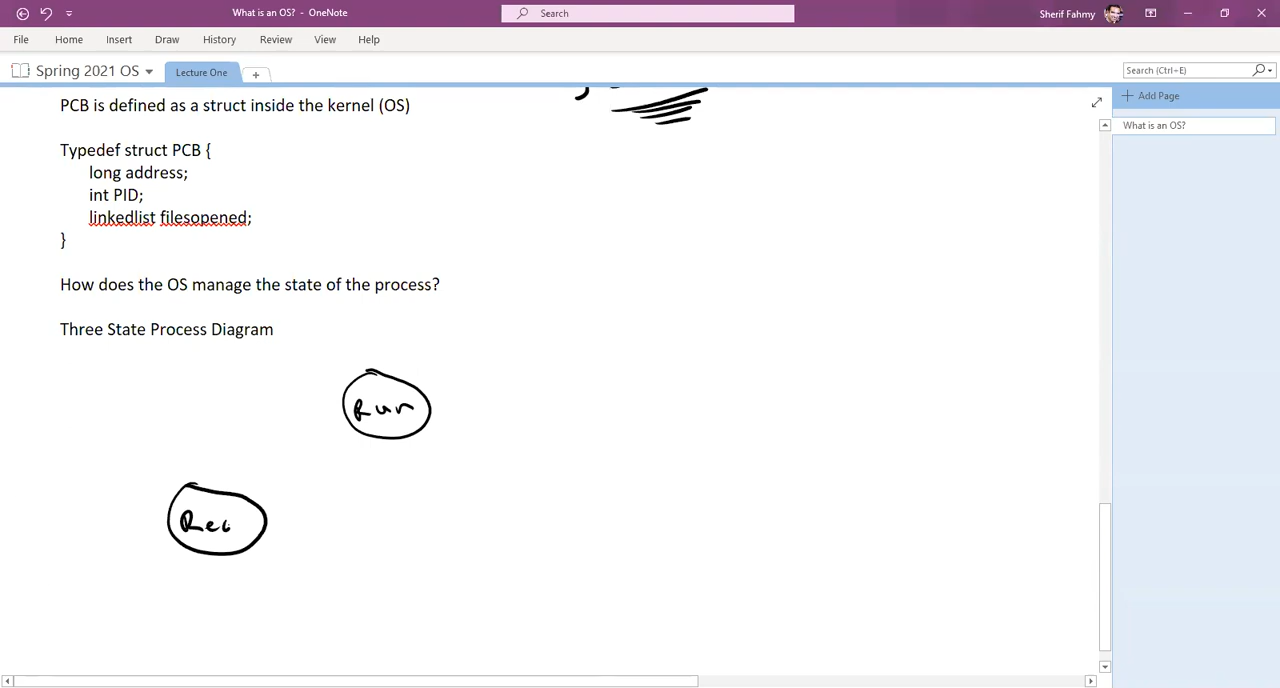 What is an OS? - OneNote
Search
Sherif Fahmy
File Home Insert Draw History Review View Help
Spring 2021 OS
Lecture One
+
Search (Ctrl+E)
Add Page
What is an OS?
PCB is defined as a struct inside the kernel (OS)
Typedef struct PCB {
long address;
int PID;
linkedlist filesopened;
}
How does the OS manage the state of the process?
Three State Process Diagram
Run
Rea